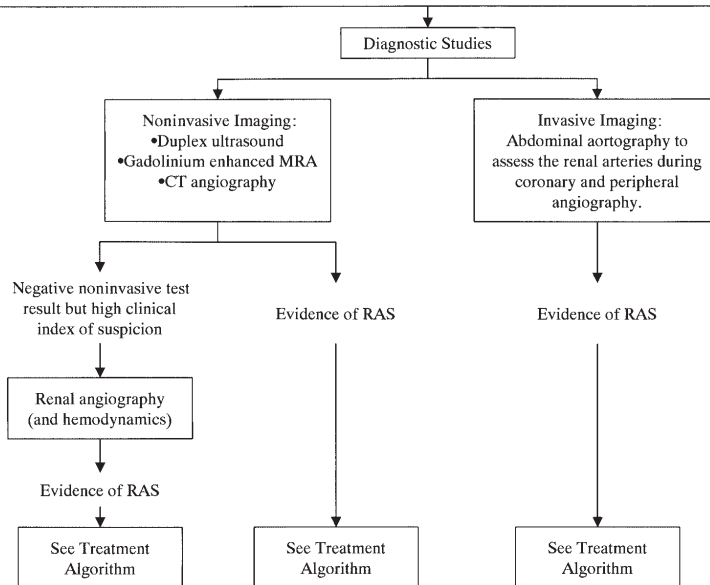 Diagnostic Studies
Noninvasive Imaging:
•Duplex ultrasound
•Gadolinium enhanced MRA
•CT angiography
Invasive Imaging:
Abdominal aortography to
assess the renal arteries during
coronary and peripheral
angiography.
Negative noninvasive test
result but high clinical
index of suspicion
Evidence of RAS
Evidence of RAS
Renal angiography
(and hemodynamics)
Evidence of RAS
See Treatment
Algorithm
See Treatment
Algorithm
See Treatment
Algorithm